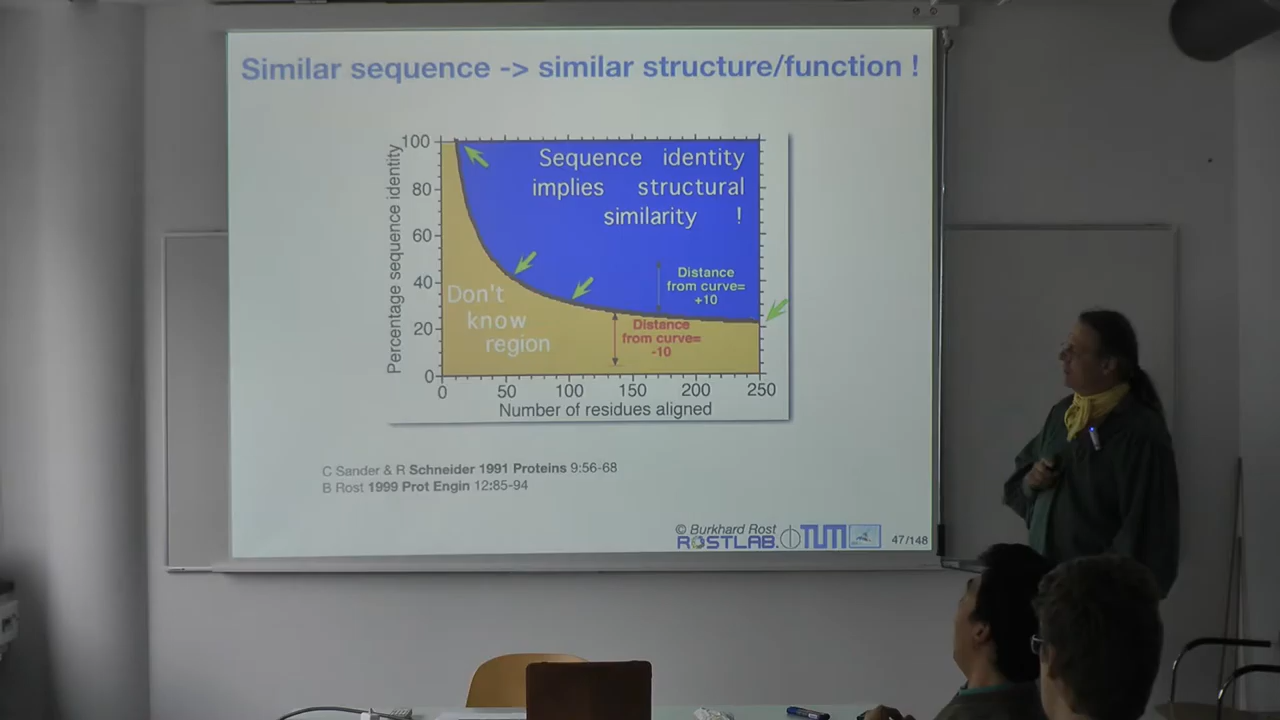 Similar sequence -> similar structure/function !
Percentage sequence identity
100
80
60
40
20
0
Sequence identity
implies structural
similarity !
Distance
from curve=
+10
Don't
know
region
Distance
from curve=
-10
0 50 100 150 200 250
Number of residues aligned
C Sander & R Schneider 1991 Proteins 9:56-68
B Rost 1999 Prot Engin 12:85-94
© Burkhard Rost
ROSTLAB. TUM
47/148